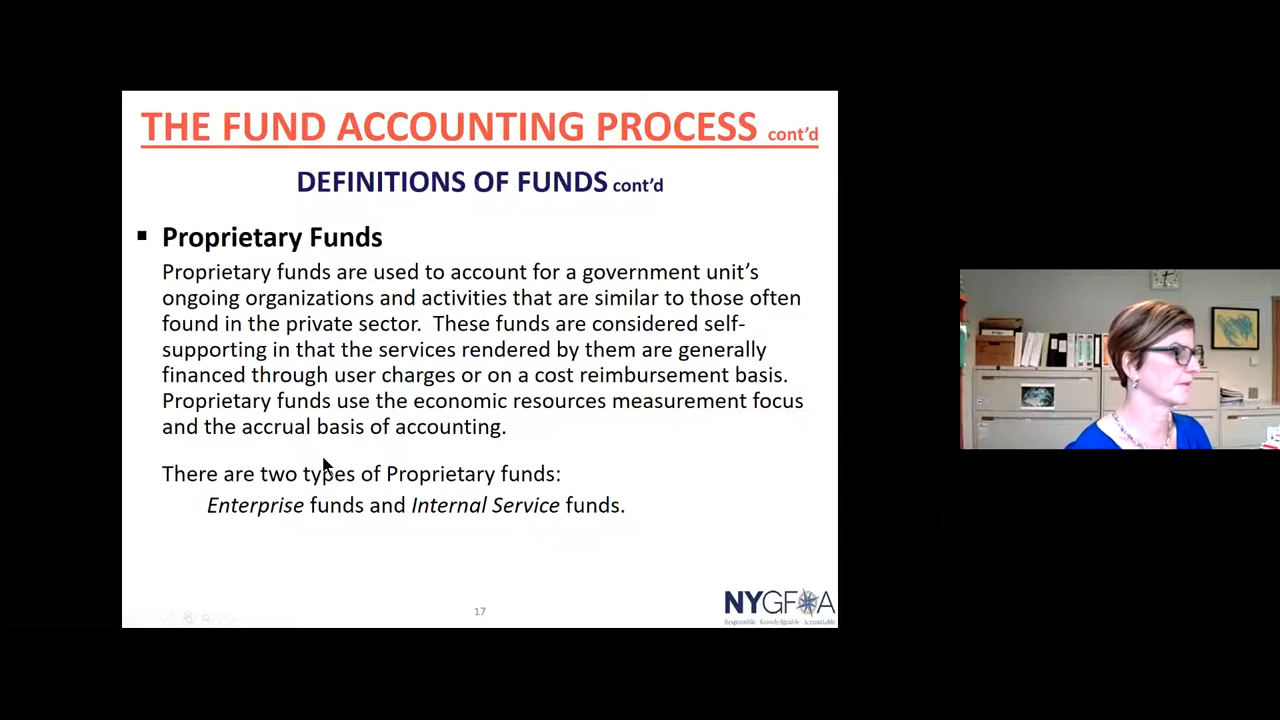 THE FUND ACCOUNTING PROCESS cont’d
DEFINITIONS OF FUNDS cont’d
▪ Proprietary Funds
Proprietary funds are used to account for a government unit’s
ongoing organizations and activities that are similar to those often
found in the private sector.  These funds are considered self-
supporting in that the services rendered by them are generally
financed through user charges or on a cost reimbursement basis.
Proprietary funds use the economic resources measurement focus
and the accrual basis of accounting.
There are two types of Proprietary funds:
Enterprise funds and Internal Service funds.
17
NYGFOA
Responsible · Knowledgeable · Accountable